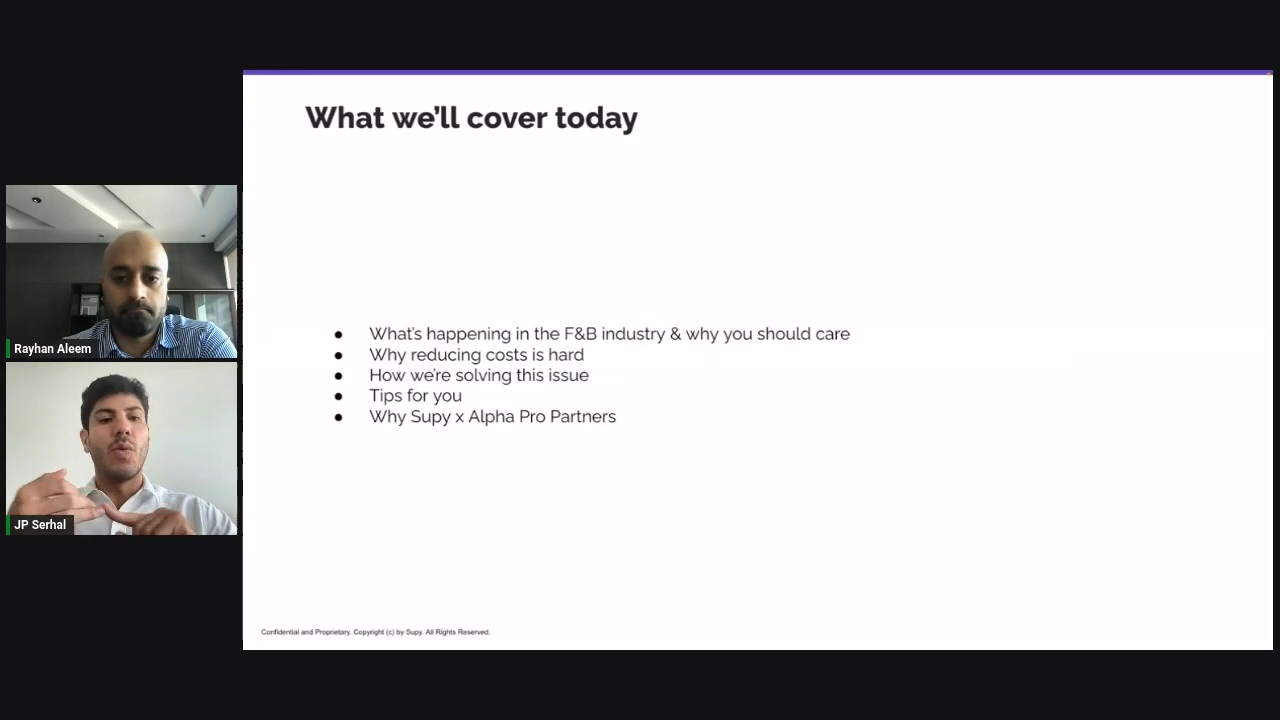 What we'll cover today
Rayhan Aleem
JP Serhal
● What's happening in the F&B industry & why you should care
● Why reducing costs is hard
● How we're solving this issue
● Tips for you
● Why Supy x Alpha Pro Partners
Confidential and Proprietary. Copyright (c) by Supy. All Rights Reserved.